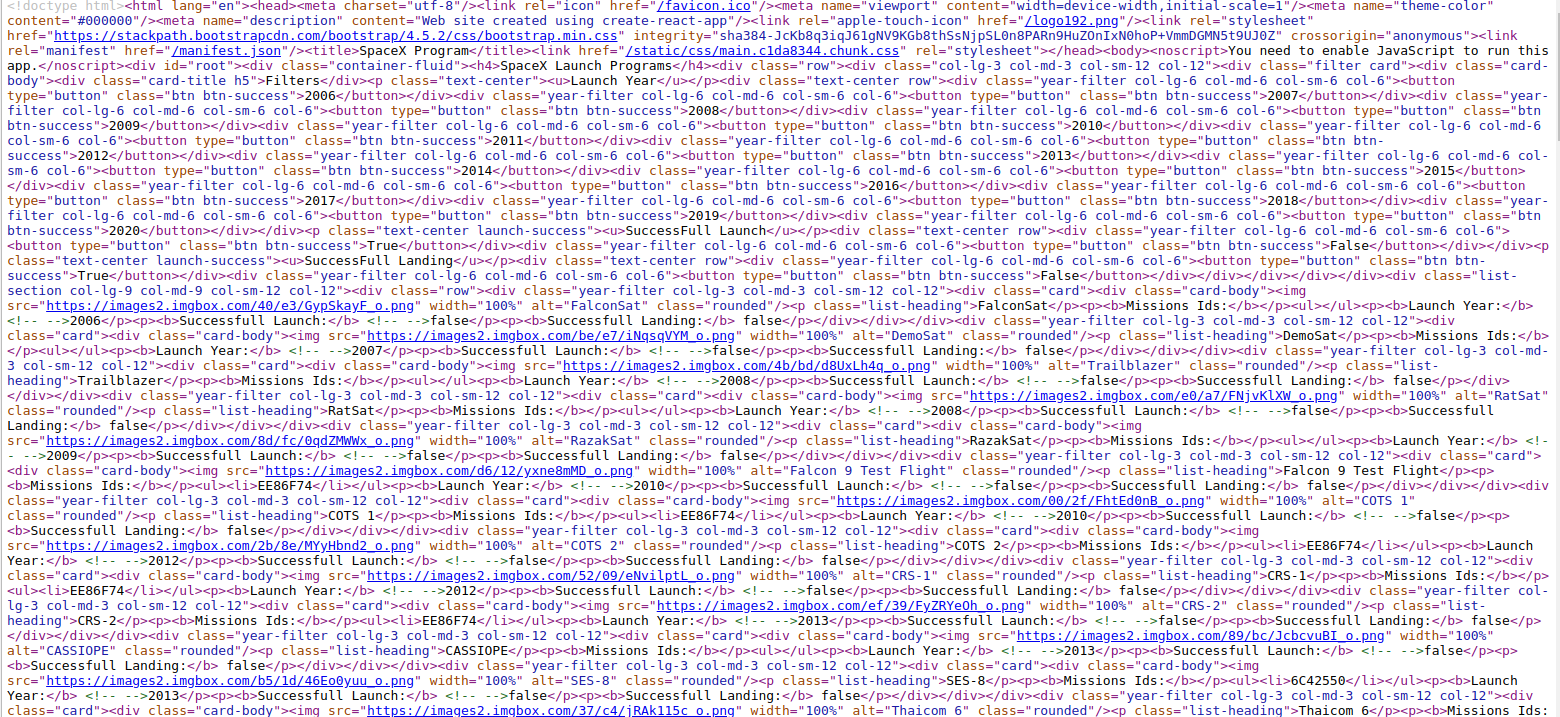 <!doctype html><html lang="en"><head><meta charset="utf-8"/><link rel="icon" href="/favicon.ico"/><meta name="viewport" content="width=device-width,initial-scale=1"/><meta name="theme-color"
content="#000000"/><meta name="description" content="Web site created using create-react-app"/><link rel="apple-touch-icon" href="/logo192.png"/><link rel="stylesheet"
href="https://stackpath.bootstrapcdn.com/bootstrap/4.5.2/css/bootstrap.min.css" integrity="sha384-JcKb8q3iqJ61gNV9KGb8thSsNjpSL0n8PARn9HuZOnIxN0hoP+VmmDGMN5t9UJ0Z" crossorigin="anonymous"><link
rel="manifest" href="/manifest.json"/><title>SpaceX Program</title><link href="/static/css/main.c1da8344.chunk.css" rel="stylesheet"></head><body><noscript>You need to enable JavaScript to run this
app.</noscript><div id="root"><div class="container-fluid"><h4>SpaceX Launch Programs</h4><div class="row"><div class="col-lg-3 col-md-3 col-sm-12 col-12"><div class="filter card"><div class="card-
body"><div class="card-title h5">Filters</div><p class="text-center"><u>Launch Year</u></p><div class="text-center row"><div class="year-filter col-lg-6 col-md-6 col-sm-6 col-6"><button
type="button" class="btn btn-success">2006</button></div><div class="year-filter col-lg-6 col-md-6 col-sm-6 col-6"><button type="button" class="btn btn-success">2007</button></div><div class="year-
filter col-lg-6 col-md-6 col-sm-6 col-6"><button type="button" class="btn btn-success">2008</button></div><div class="year-filter col-lg-6 col-md-6 col-sm-6 col-6"><button type="button" class="btn
btn-success">2009</button></div><div class="year-filter col-lg-6 col-md-6 col-sm-6 col-6"><button type="button" class="btn btn-success">2010</button></div><div class="year-filter col-lg-6 col-md-6
col-sm-6 col-6"><button type="button" class="btn btn-success">2011</button></div><div class="year-filter col-lg-6 col-md-6 col-sm-6 col-6"><button type="button" class="btn btn-
success">2012</button></div><div class="year-filter col-lg-6 col-md-6 col-sm-6 col-6"><button type="button" class="btn btn-success">2013</button></div><div class="year-filter col-lg-6 col-md-6 col-
sm-6 col-6"><button type="button" class="btn btn-success">2014</button></div><div class="year-filter col-lg-6 col-md-6 col-sm-6 col-6"><button type="button" class="btn btn-success">2015</button>
</div><div class="year-filter col-lg-6 col-md-6 col-sm-6 col-6"><button type="button" class="btn btn-success">2016</button></div><div class="year-filter col-lg-6 col-md-6 col-sm-6 col-6"><button
type="button" class="btn btn-success">2017</button></div><div class="year-filter col-lg-6 col-md-6 col-sm-6 col-6"><button type="button" class="btn btn-success">2018</button></div><div class="year-
filter col-lg-6 col-md-6 col-sm-6 col-6"><button type="button" class="btn btn-success">2019</button></div><div class="year-filter col-lg-6 col-md-6 col-sm-6 col-6"><button type="button" class="btn
btn-success">2020</button></div></div><p class="text-center launch-success"><u>SuccessFull Launch</u></p><div class="text-center row"><div class="year-filter col-lg-6 col-md-6 col-sm-6 col-6">
<button type="button" class="btn btn-success">True</button></div><div class="year-filter col-lg-6 col-md-6 col-sm-6 col-6"><button type="button" class="btn btn-success">False</button></div></div><p
class="text-center launch-success"><u>SuccessFull Landing</u></p><div class="text-center row"><div class="year-filter col-lg-6 col-md-6 col-sm-6 col-6"><button type="button" class="btn btn-
success">True</button></div><div class="year-filter col-lg-6 col-md-6 col-sm-6 col-6"><button type="button" class="btn btn-success">False</button></div></div></div></div></div><div class="list-
section col-lg-9 col-md-9 col-sm-12 col-12"><div class="row"><div class="year-filter col-lg-3 col-md-3 col-sm-12 col-12"><div class="card"><div class="card-body"><img
src="https://images2.imgbox.com/40/e3/GypSkayF_o.png" width="100%" alt="FalconSat" class="rounded"/><p class="list-heading">FalconSat</p><p><b>Missions Ids:</b></p><ul></ul><p><b>Launch Year:</b>
<!-- -->2006</p><p><b>Successfull Launch:</b> <!-- -->false</p><p><b>Successfull Landing:</b> false</p></div></div></div><div class="year-filter col-lg-3 col-md-3 col-sm-12 col-12"><div
class="card"><div class="card-body"><img src="https://images2.imgbox.com/be/e7/iNqsqVYM_o.png" width="100%" alt="DemoSat" class="rounded"/><p class="list-heading">DemoSat</p><p><b>Missions Ids:</b>
</p><ul></ul><p><b>Launch Year:</b> <!-- -->2007</p><p><b>Successfull Launch:</b> <!-- -->false</p><p><b>Successfull Landing:</b> false</p></div></div></div><div class="year-filter col-lg-3 col-md-
3 col-sm-12 col-12"><div class="card"><div class="card-body"><img src="https://images2.imgbox.com/4b/bd/d8UxLh4q_o.png" width="100%" alt="Trailblazer" class="rounded"/><p class="list-
heading">Trailblazer</p><p><b>Missions Ids:</b></p><ul></ul><p><b>Launch Year:</b> <!-- -->2008</p><p><b>Successfull Launch:</b> <!-- -->false</p><p><b>Successfull Landing:</b> false</p></div>
</div></div><div class="year-filter col-lg-3 col-md-3 col-sm-12 col-12"><div class="card"><div class="card-body"><img src="https://images2.imgbox.com/e0/a7/FNjvKlXW_o.png" width="100%" alt="RatSat"
class="rounded"/><p class="list-heading">RatSat</p><p><b>Missions Ids:</b></p><ul></ul><p><b>Launch Year:</b> <!-- -->2008</p><p><b>Successfull Launch:</b> <!-- -->false</p><p><b>Successfull
Landing:</b> false</p></div></div></div><div class="year-filter col-lg-3 col-md-3 col-sm-12 col-12"><div class="card"><div class="card-body"><img
src="https://images2.imgbox.com/8d/fc/0qdZMWWx_o.png" width="100%" alt="RazakSat" class="rounded"/><p class="list-heading">RazakSat</p><p><b>Missions Ids:</b></p><ul></ul><p><b>Launch Year:</b> <!-
- -->2009</p><p><b>Successfull Launch:</b> <!-- -->false</p><p><b>Successfull Landing:</b> false</p></div></div></div><div class="year-filter col-lg-3 col-md-3 col-sm-12 col-12"><div class="card">
<div class="card-body"><img src="https://images2.imgbox.com/d6/12/yxne8mMD_o.png" width="100%" alt="Falcon 9 Test Flight" class="rounded"/><p class="list-heading">Falcon 9 Test Flight</p><p>
<b>Missions Ids:</b></p><ul><li>EE86F74</li></ul><p><b>Launch Year:</b> <!-- -->2010</p><p><b>Successfull Launch:</b> <!-- -->false</p><p><b>Successfull Landing:</b> false</p></div></div></div><div
class="year-filter col-lg-3 col-md-3 col-sm-12 col-12"><div class="card"><div class="card-body"><img src="https://images2.imgbox.com/00/2f/FhtEd0nB_o.png" width="100%" alt="COTS 1"
class="rounded"/><p class="list-heading">COTS 1</p><p><b>Missions Ids:</b></p><ul><li>EE86F74</li></ul><p><b>Launch Year:</b> <!-- -->2010</p><p><b>Successfull Launch:</b> <!-- -->false</p><p>
<b>Successfull Landing:</b> false</p></div></div></div><div class="year-filter col-lg-3 col-md-3 col-sm-12 col-12"><div class="card"><div class="card-body"><img
src="https://images2.imgbox.com/2b/8e/MYyHbnd2_o.png" width="100%" alt="COTS 2" class="rounded"/><p class="list-heading">COTS 2</p><p><b>Missions Ids:</b></p><ul><li>EE86F74</li></ul><p><b>Launch
Year:</b> <!-- -->2012</p><p><b>Successfull Launch:</b> <!-- -->false</p><p><b>Successfull Landing:</b> false</p></div></div></div><div class="year-filter col-lg-3 col-md-3 col-sm-12 col-12"><div
class="card"><div class="card-body"><img src="https://images2.imgbox.com/52/09/eNvilptL_o.png" width="100%" alt="CRS-1" class="rounded"/><p class="list-heading">CRS-1</p><p><b>Missions Ids:</b></p>
<ul><li>EE86F74</li></ul><p><b>Launch Year:</b> <!-- -->2012</p><p><b>Successfull Launch:</b> <!-- -->false</p><p><b>Successfull Landing:</b> false</p></div></div></div><div class="year-filter col-
lg-3 col-md-3 col-sm-12 col-12"><div class="card"><div class="card-body"><img src="https://images2.imgbox.com/ef/39/FyZRYeOh_o.png" width="100%" alt="CRS-2" class="rounded"/><p class="list-
heading">CRS-2</p><p><b>Missions Ids:</b></p><ul><li>EE86F74</li></ul><p><b>Launch Year:</b> <!-- -->2013</p><p><b>Successfull Launch:</b> <!-- -->false</p><p><b>Successfull Landing:</b> false</p>
</div></div></div><div class="year-filter col-lg-3 col-md-3 col-sm-12 col-12"><div class="card"><div class="card-body"><img src="https://images2.imgbox.com/89/bc/JcbcvuBI_o.png" width="100%"
alt="CASSIOPE" class="rounded"/><p class="list-heading">CASSIOPE</p><p><b>Missions Ids:</b></p><ul></ul><p><b>Launch Year:</b> <!-- -->2013</p><p><b>Successfull Launch:</b> <!-- -->false</p><p>
<b>Successfull Landing:</b> false</p></div></div></div><div class="year-filter col-lg-3 col-md-3 col-sm-12 col-12"><div class="card"><div class="card-body"><img
src="https://images2.imgbox.com/b5/1d/46Eo0yuu_o.png" width="100%" alt="SES-8" class="rounded"/><p class="list-heading">SES-8</p><p><b>Missions Ids:</b></p><ul><li>6C42550</li></ul><p><b>Launch
Year:</b> <!-- -->2013</p><p><b>Successfull Launch:</b> <!-- -->false</p><p><b>Successfull Landing:</b> false</p></div></div></div><div class="year-filter col-lg-3 col-md-3 col-sm-12 col-12"><div
class="card"><div class="card-body"><img src="https://images2.imgbox.com/37/c4/jRAk115c_o.png" width="100%" alt="Thaicom 6" class="rounded"/><p class="list-heading">Thaicom 6</p><p><b>Missions Ids: